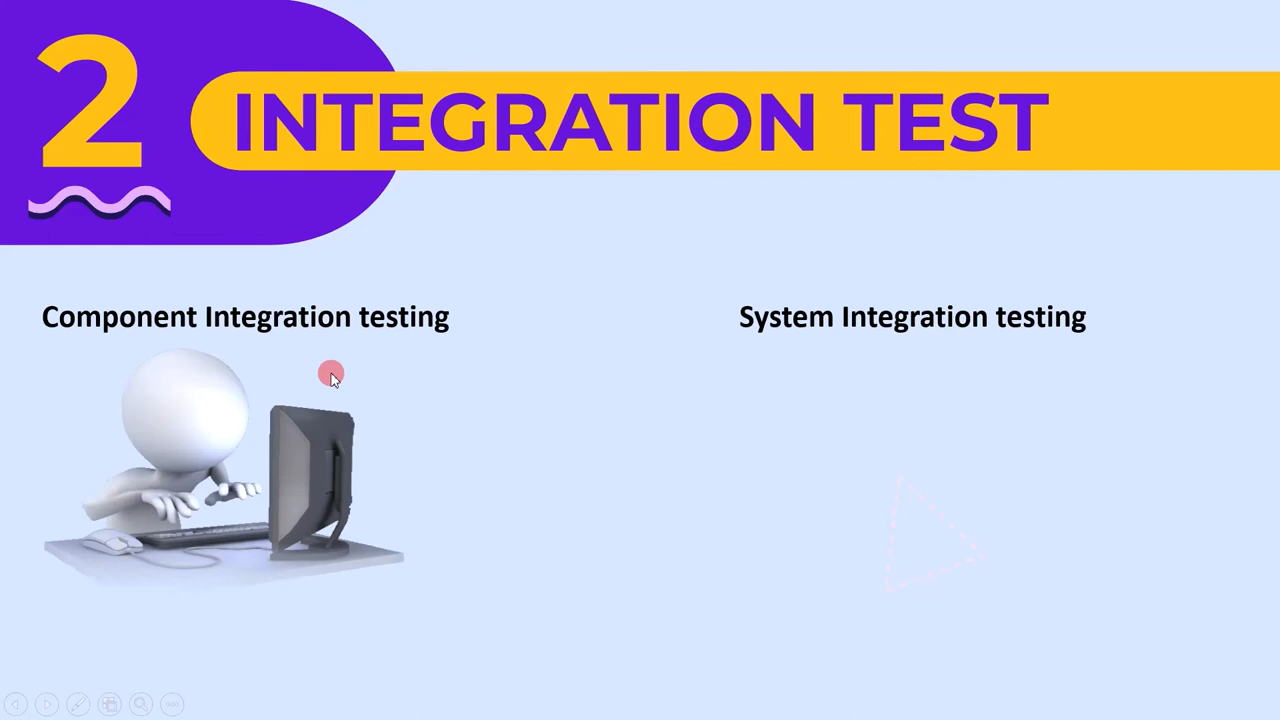 2
INTEGRATION TEST
Component Integration testing
System Integration testing